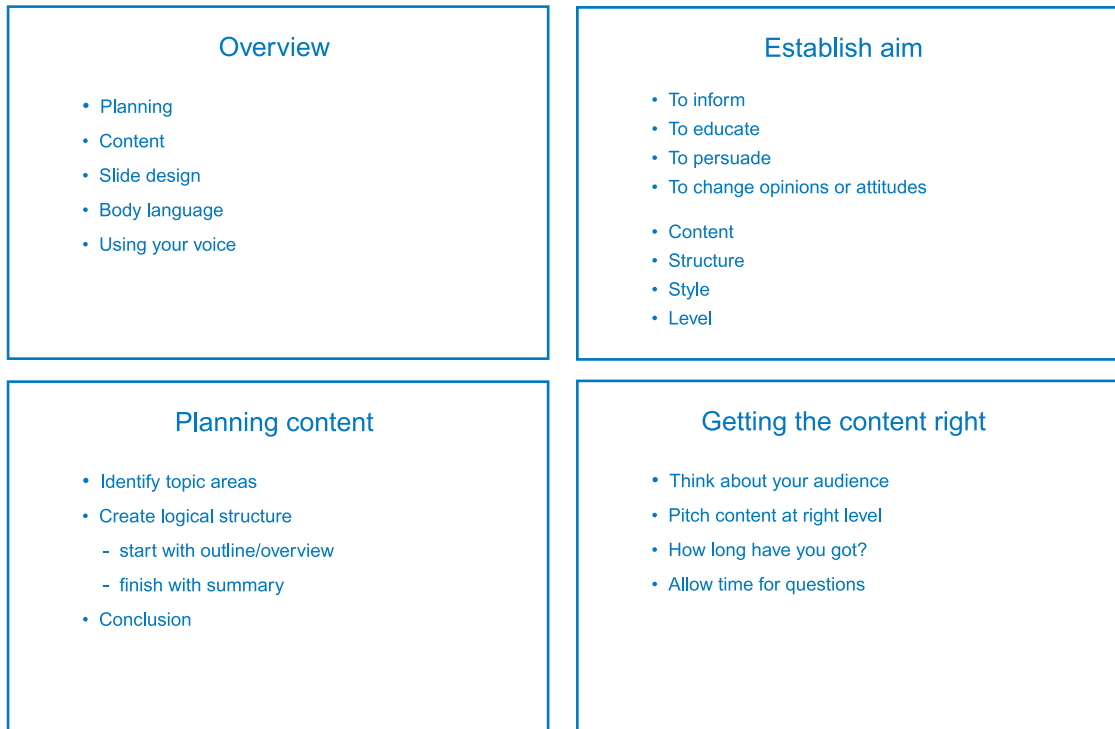 Overview
• Planning
• Content
• Slide design
• Body language
• Using your voice
Establish aim
• To inform
• To educate
• To persuade
• To change opinions or attitudes
• Content
• Structure
• Style
• Level
Planning content
• Identify topic areas
• Create logical structure
- start with outline/overview
- finish with summary
• Conclusion
Getting the content right
• Think about your audience
• Pitch content at right level
• How long have you got?
• Allow time for questions